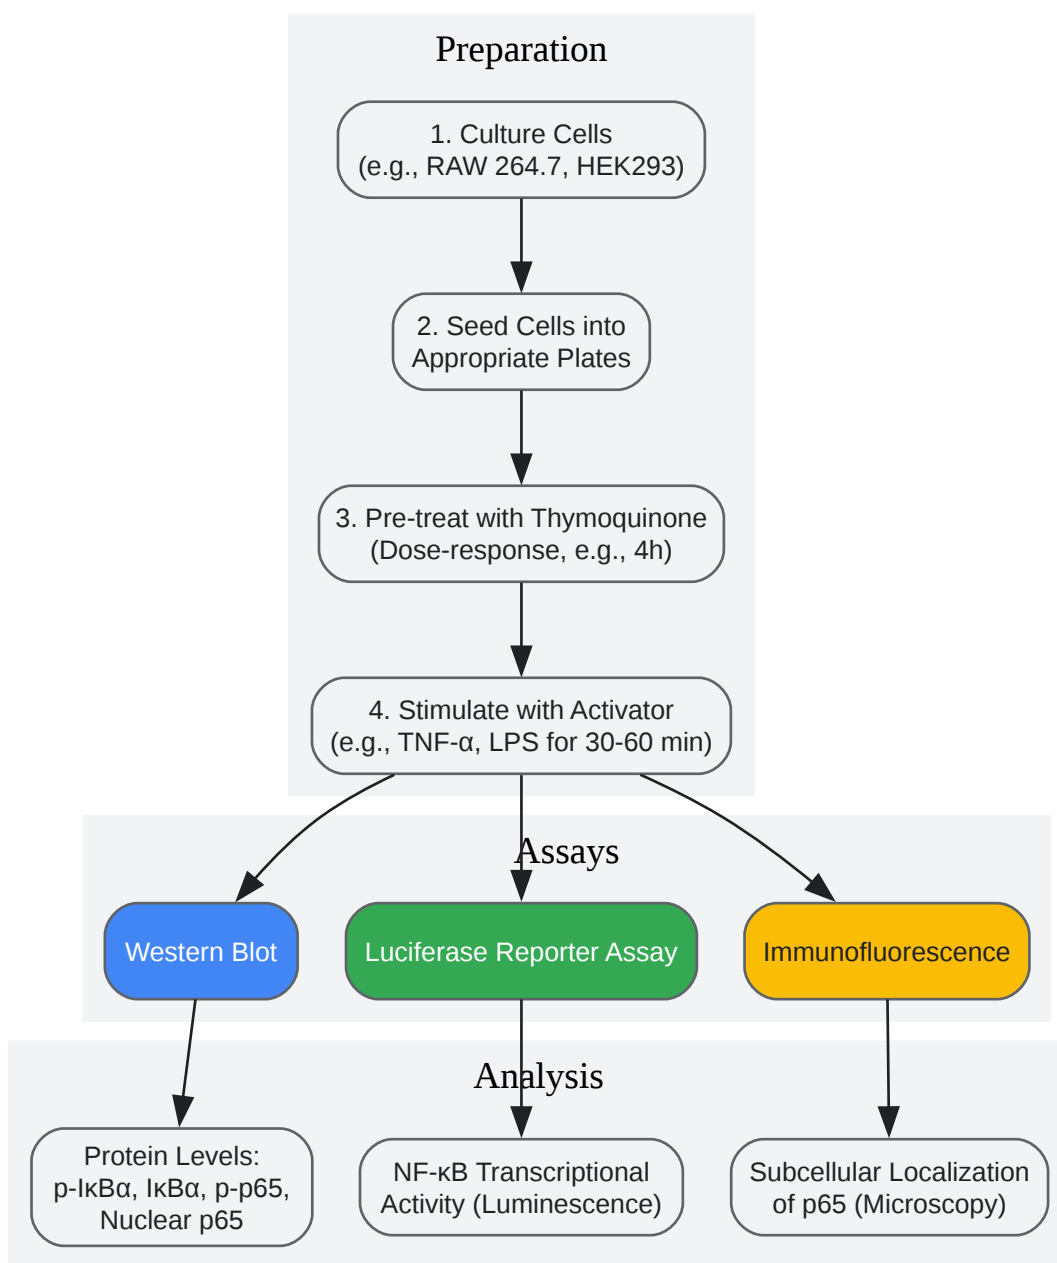 Preparation
1. Culture Cells
(e.g., RAW 264.7, HEK293)
2. Seed Cells into
Appropriate Plates
3. Pre-treat with Thymoquinone
(Dose-response, e.g., 4h)
4. Stimulate with Activator
(e.g., TNF-α, LPS for 30-60 min)
Assays
Western Blot
Luciferase Reporter Assay
Immunofluorescence
Analysis
Protein Levels:
p-IκBα, IκBα, p-p65,
Nuclear p65
NF-κB Transcriptional
Activity (Luminescence)
Subcellular Localization
of p65 (Microscopy)